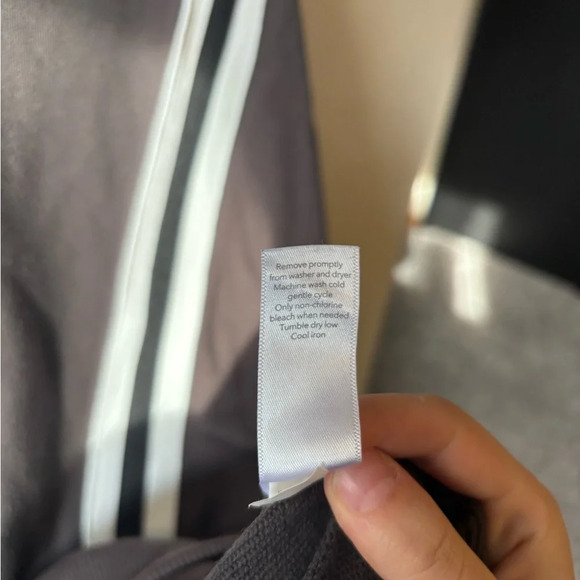 Remove promptly
from washer and dryer
Machine wash cold
gentle cycle
Only non-chlorine
bleach when needed
Tumble dry low
Cool iron